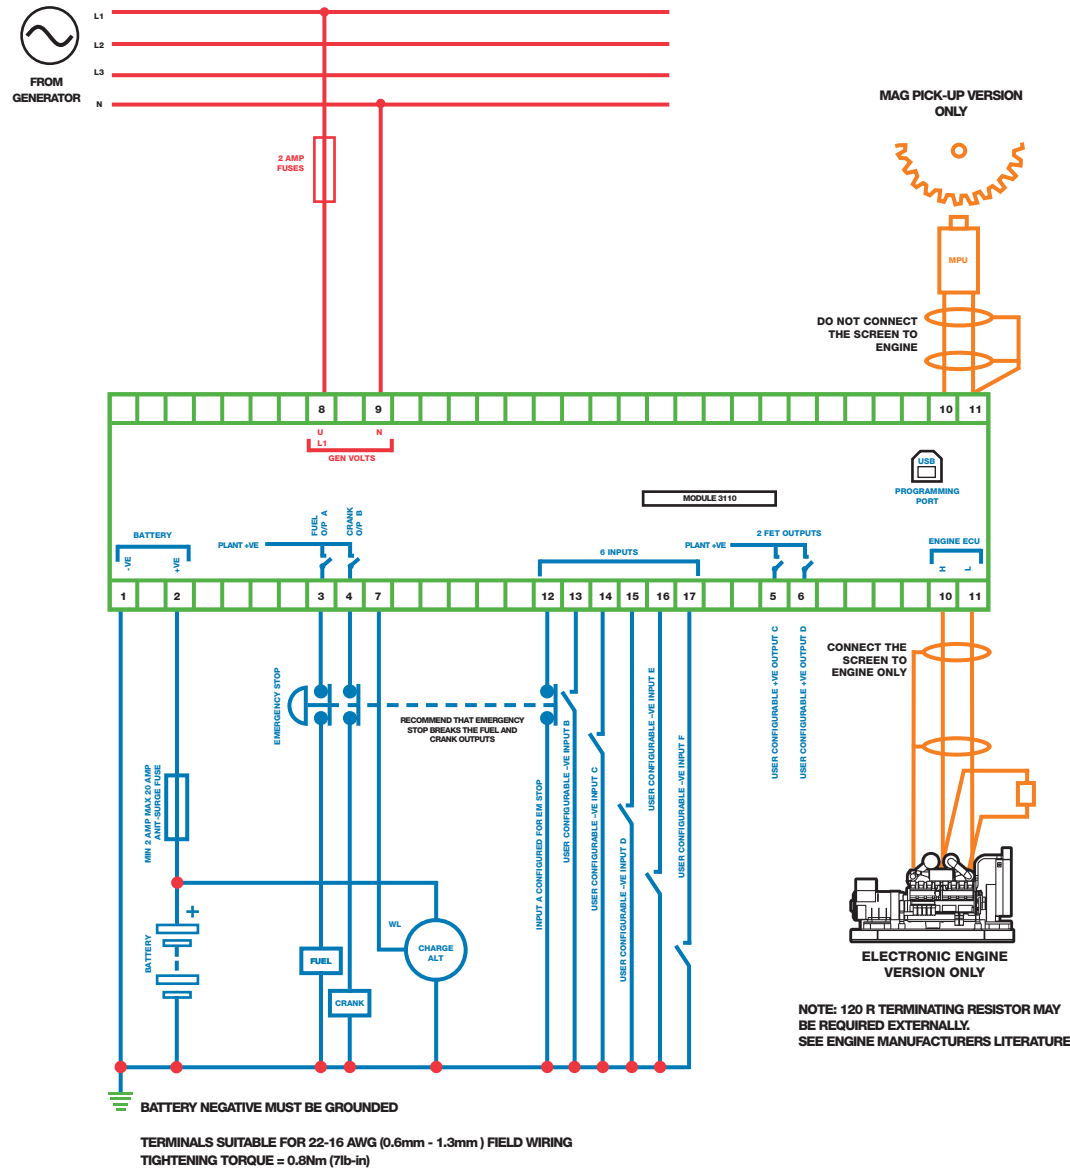 L1
L2
L3
N
FROM
GENERATOR
2 AMP
FUSES
MAG PICK-UP VERSION
ONLY
MPU
DO NOT CONNECT
THE SCREEN TO
ENGINE
8
9
10
11
U
L1
N
GEN VOLTS
USB
PROGRAMMING
PORT
MODULE 3110
BATTERY
-VE
+VE
PLANT +VE
FUEL
O/P A
CRANK
O/P B
6 INPUTS
PLANT +VE
2 FET OUTPUTS
ENGINE ECU
H
L
1
2
3
4
7
12
13
14
15
16
17
5
6
10
11
EMERGENCY STOP
RECOMMEND THAT EMERGENCY
STOP BREAKS THE FUEL AND
CRANK OUTPUTS
MIN 2 AMP MAX 20 AMP
ANIT-SURGE FUSE
BATTERY
+
WL
CHARGE
ALT
FUEL
CRANK
INPUT A CONFIGURED FOR EM STOP
USER CONFIGURABLE –VE INPUT B
USER CONFIGURABLE –VE INPUT C
USER CONFIGURABLE –VE INPUT D
USER CONFIGURABLE –VE INPUT E
USER CONFIGURABLE –VE INPUT F
USER CONFIGURABLE +VE OUTPUT C
USER CONFIGURABLE +VE OUTPUT D
CONNECT THE
SCREEN TO
ENGINE ONLY
ELECTRONIC ENGINE
VERSION ONLY
NOTE: 120 R TERMINATING RESISTOR MAY
BE REQUIRED EXTERNALLY.
SEE ENGINE MANUFACTURERS LITERATURE
BATTERY NEGATIVE MUST BE GROUNDED
TERMINALS SUITABLE FOR 22-16 AWG (0.6mm - 1.3mm ) FIELD WIRING
TIGHTENING TORQUE = 0.8Nm (7lb-in)